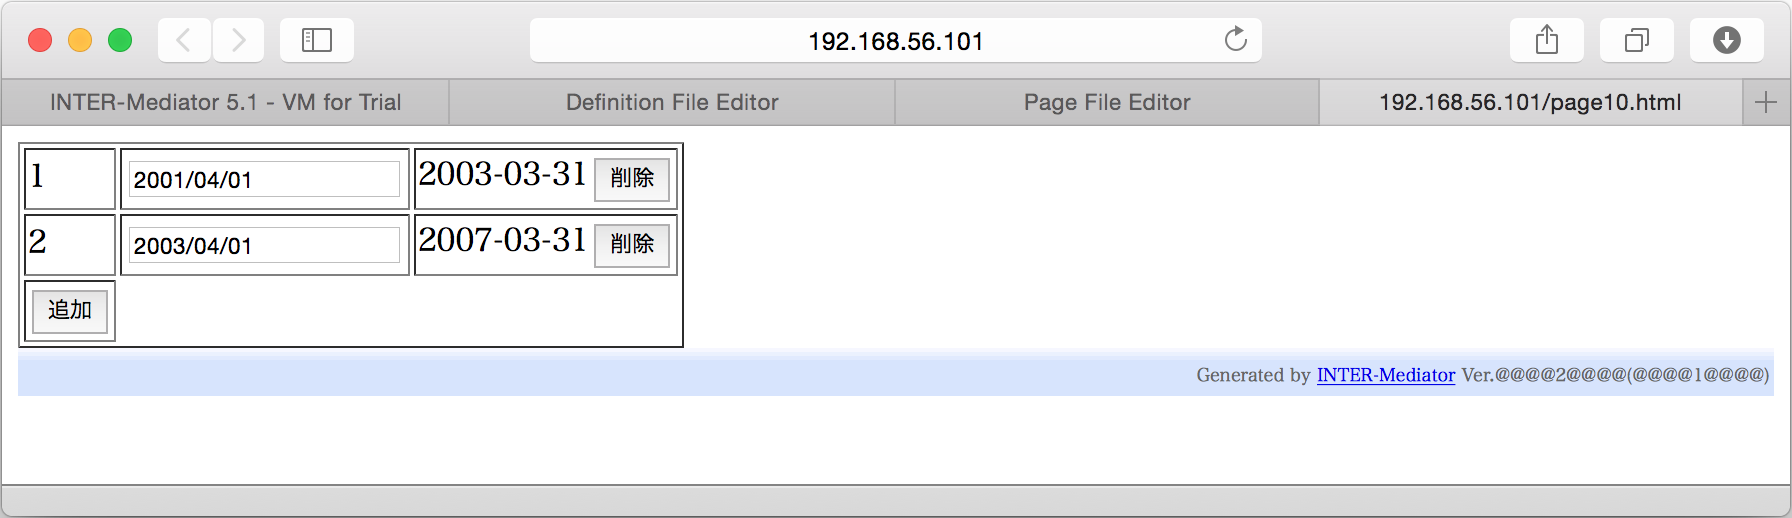 192.168.56.101
INTER-Mediator 5.1 - VM for Trial
Definition File Editor
Page File Editor
192.168.56.101/page10.html
1 2001/04/01 2003-03-31 削除
2 2003/04/01 2007-03-31 削除
追加
Generated by INTER-Mediator Ver.@@@@2@@@@(@@@@1@@@@)